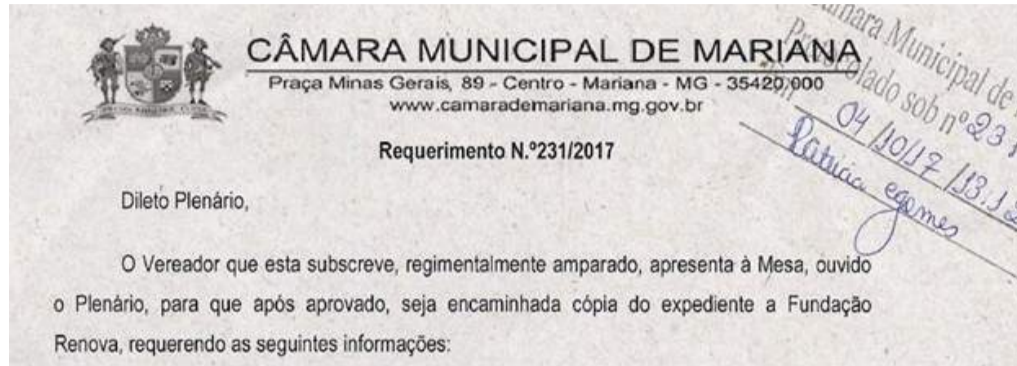 CÂMARA MUNICIPAL DE MARIANA
Praça Minas Gerais, 89 - Centro - Mariana - MG - 35420,000
www.camarademariana.mg.gov.br
Câmara Municipal de
Protocolado sob nº 231
04/10/17/13:12
Requerimento N.º231/2017
Dileto Plenário,
O Vereador que esta subscreve, regimentalmente amparado, apresenta à Mesa, ouvido
o Plenário, para que após aprovado, seja encaminhada cópia do expediente a Fundação
Renova, requerendo as seguintes informações: